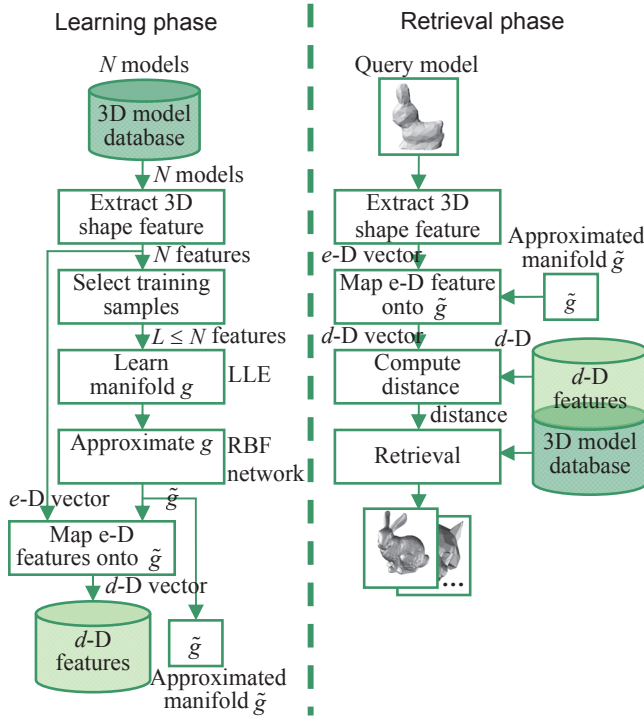 Learning phase
N models
3D model
database
N models
Extract 3D
shape feature
N features
Select training
samples
L ≤ N features
Learn
manifold g
LLE
Approximate g
RBF
network
e-D vector
g̃
Map e-D
features onto g̃
d-D vector
d-D
features
g̃
Approximated
manifold g̃
Retrieval phase
Query model
Extract 3D
shape feature
e-D vector
Approximated
manifold g̃
Map e-D feature
onto g̃
g̃
d-D vector
d-D
Compute
distance
d-D
features
distance
Retrieval
3D model
database
...